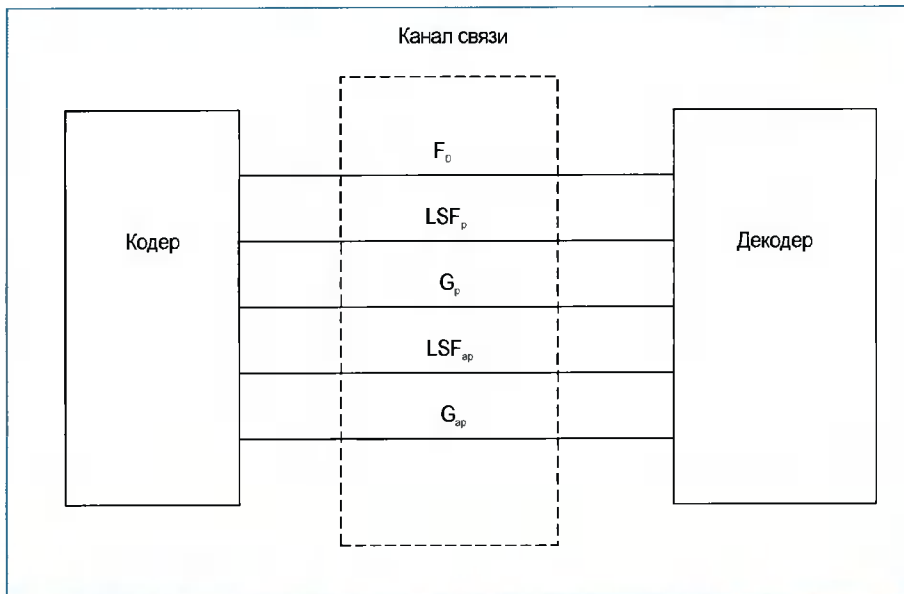 Канал связи
F₀
LSFₚ
Кодер
Декодер
Gₚ
LSFₐₚ
Gₐₚ